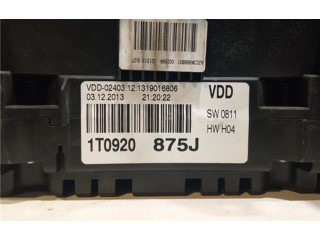 VDD-02403.12.1319016806
03.12.2013 21:20:22
VDD
SW 0811
HW H04
1T0920 875J